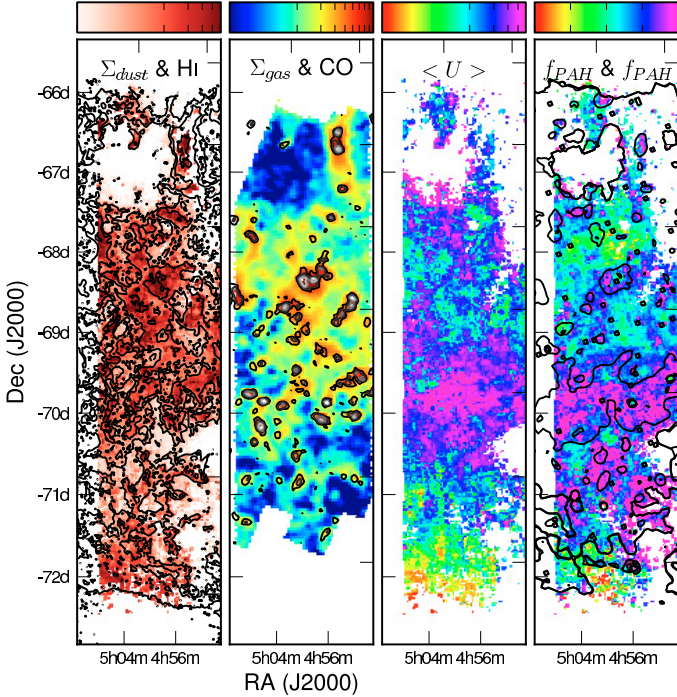 Σdust & HI
Σgas & CO
< U >
fPAH & fPAH
-66d
-67d
-68d
-69d
-70d
-71d
-72d
Dec (J2000)
5h04m 4h56m
5h04m 4h56m
5h04m 4h56m
5h04m 4h56m
RA (J2000)